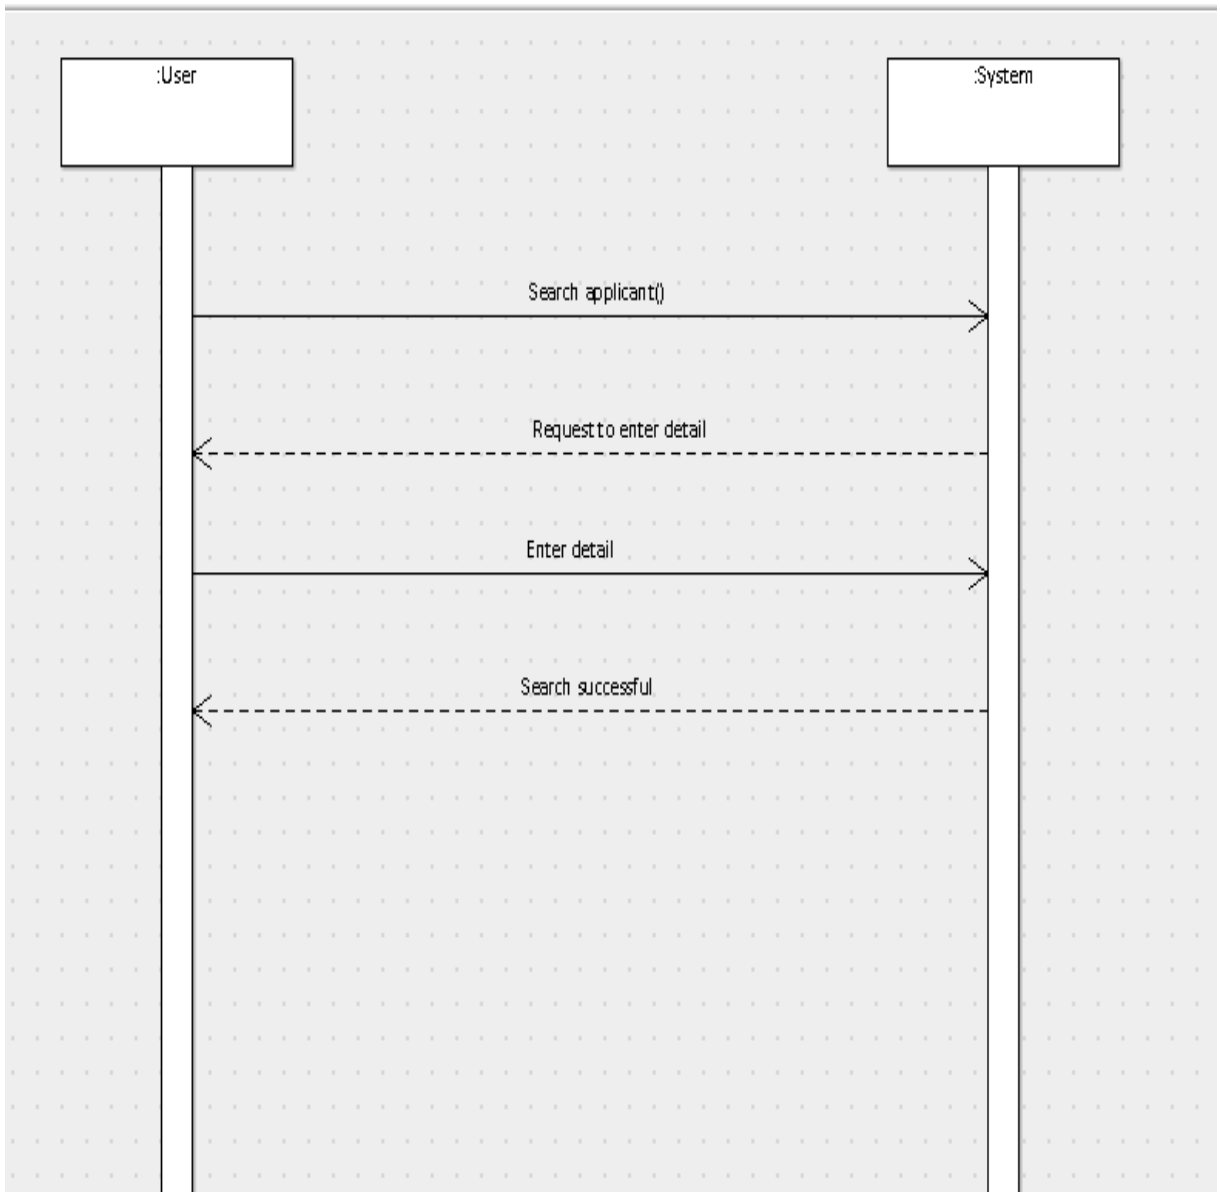 :User
:System
Search applicant()
Request to enter detail
Enter detail
Search successful